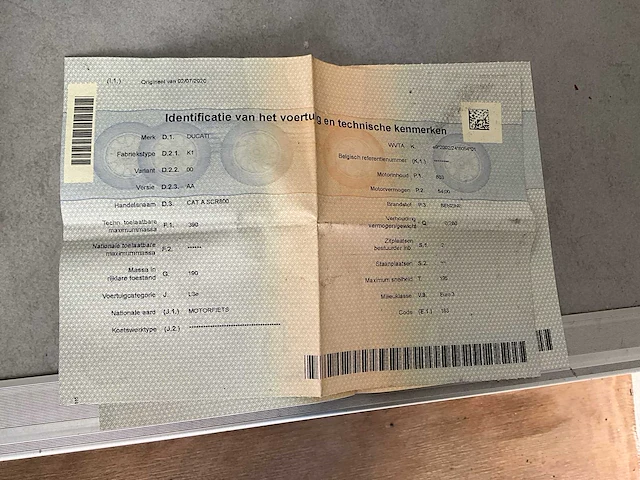 (I.1.) Origineel van 02/07/2020
Identificatie van het voertuig en technische kenmerken
Merk D.1. DUCATI
Fabriekstype D.2.1. K1
Variant D.2.2. 00
Versie D.2.3. AA
Handelsnaam D.3. CAT A SCR800
Techn. toelaatbare maximummassa F.1. 390
Nationale toelaatbare maximummassa F.2. ******
Massa in rijklare toestand G. 190
Voertuigcategorie J. L3e
Nationale aard (J.1.) MOTORFIETS
Koetswerktype (J.2.)
WVTA K.
Belgisch referentienummer (K.1.)
Motorinhoud P.1. 803
Motorvermogen P.2. 54.00
Brandstof P.3. BENZINE
Verhouding vermogen/gewicht Q.
Zitplaatsen bestuurder inb. S.1. 2
Staanplaatsen S.2.
Maximum snelheid T.
Milieuklasse V.9. Euro 3
Code (E.1.)